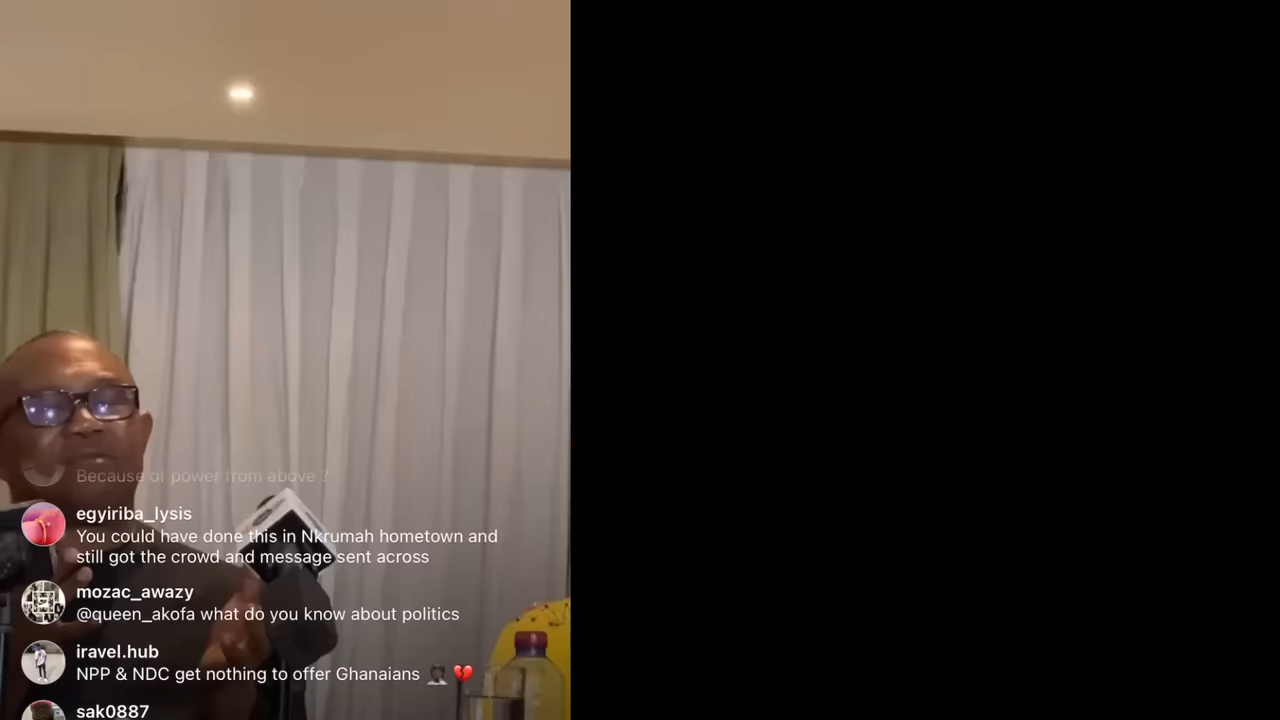 Because of power from above ?
egyiriba_lysis
You could have done this in Nkrumah hometown and
still got the crowd and message sent across
mozac_awazy
@queen_akofa what do you know about politics
iravel.hub
NPP & NDC get nothing to offer Ghanaians 🤦🏿‍♂️💔
sak0887